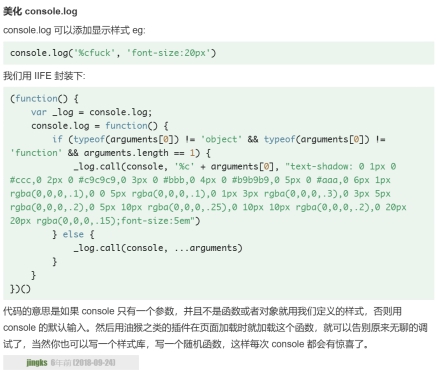 美化 console.log
console.log 可以添加显示样式 eg:
console.log('%cfuck', 'font-size:20px')
我们用 IIFE 封装下:
(function() {
    var _log = console.log;
    console.log = function() {
        if (typeof(arguments[0]) != 'object' && typeof(arguments[0]) !=
'function' && arguments.length == 1) {
            _log.call(console, '%c' + arguments[0], "text-shadow: 0 1px 0
#ccc,0 2px 0 #c9c9c9,0 3px 0 #bbb,0 4px 0 #b9b9b9,0 5px 0 #aaa,0 6px 1px
rgba(0,0,0,.1),0 0 5px rgba(0,0,0,.1),0 1px 3px rgba(0,0,0,.3),0 3px 5px
rgba(0,0,0,.2),0 5px 10px rgba(0,0,0,.25),0 10px 10px rgba(0,0,0,.2),0 20px
20px rgba(0,0,0,.15);font-size:5em")
        } else {
            _log.call(console, ...arguments)
        }
    }
})()
代码的意思是如果 console 只有一个参数，并且不是函数或者对象就用我们定义的样式，否则用
console 的默认输入。然后用油猴之类的插件在页面加载时就加载这个函数，就可以告别原来无聊的调
试了，当然你也可以写一个样式库，写一个随机函数，这样每次 console 都会有惊喜了。
jingks 6年前 (2018-09-24)